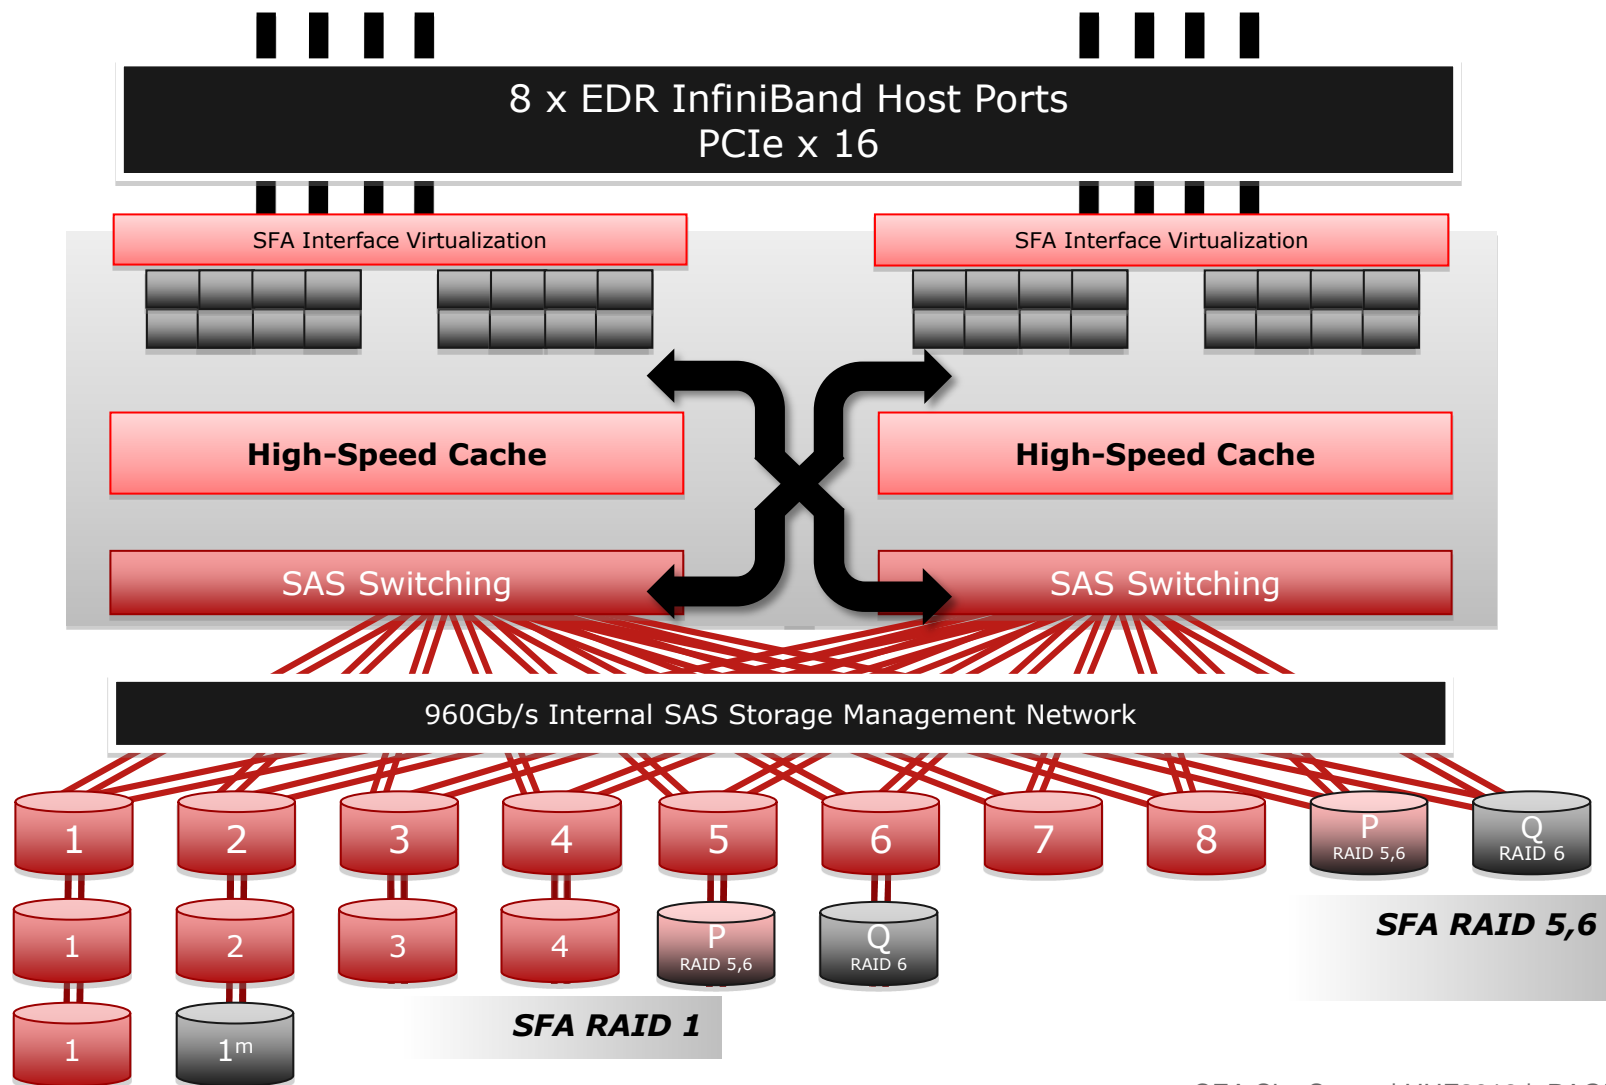 8 x EDR InfiniBand Host Ports
PCIe x 16
SFA Interface Virtualization
SFA Interface Virtualization
High-Speed Cache
High-Speed Cache
SAS Switching
SAS Switching
960Gb/s Internal SAS Storage Management Network
1
2
3
4
5
6
7
8
P
RAID 5,6
Q
RAID 6
1
2
3
4
P
RAID 5,6
Q
RAID 6
SFA RAID 5,6
1
1m
SFA RAID 1